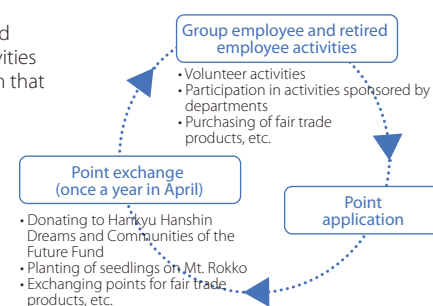 d
vities
n that
Group employee and retired
employee activities
• Volunteer activities
• Participation in activities sponsored by
departments
• Purchasing of fair trade
products, etc.
Point
application
Point exchange
(once a year in April)
• Donating to Hankyu Hanshin
Dreams and Communities of the
Future Fund
• Planting of seedlings on Mt. Rokko
• Exchanging points for fair trade
products, etc.